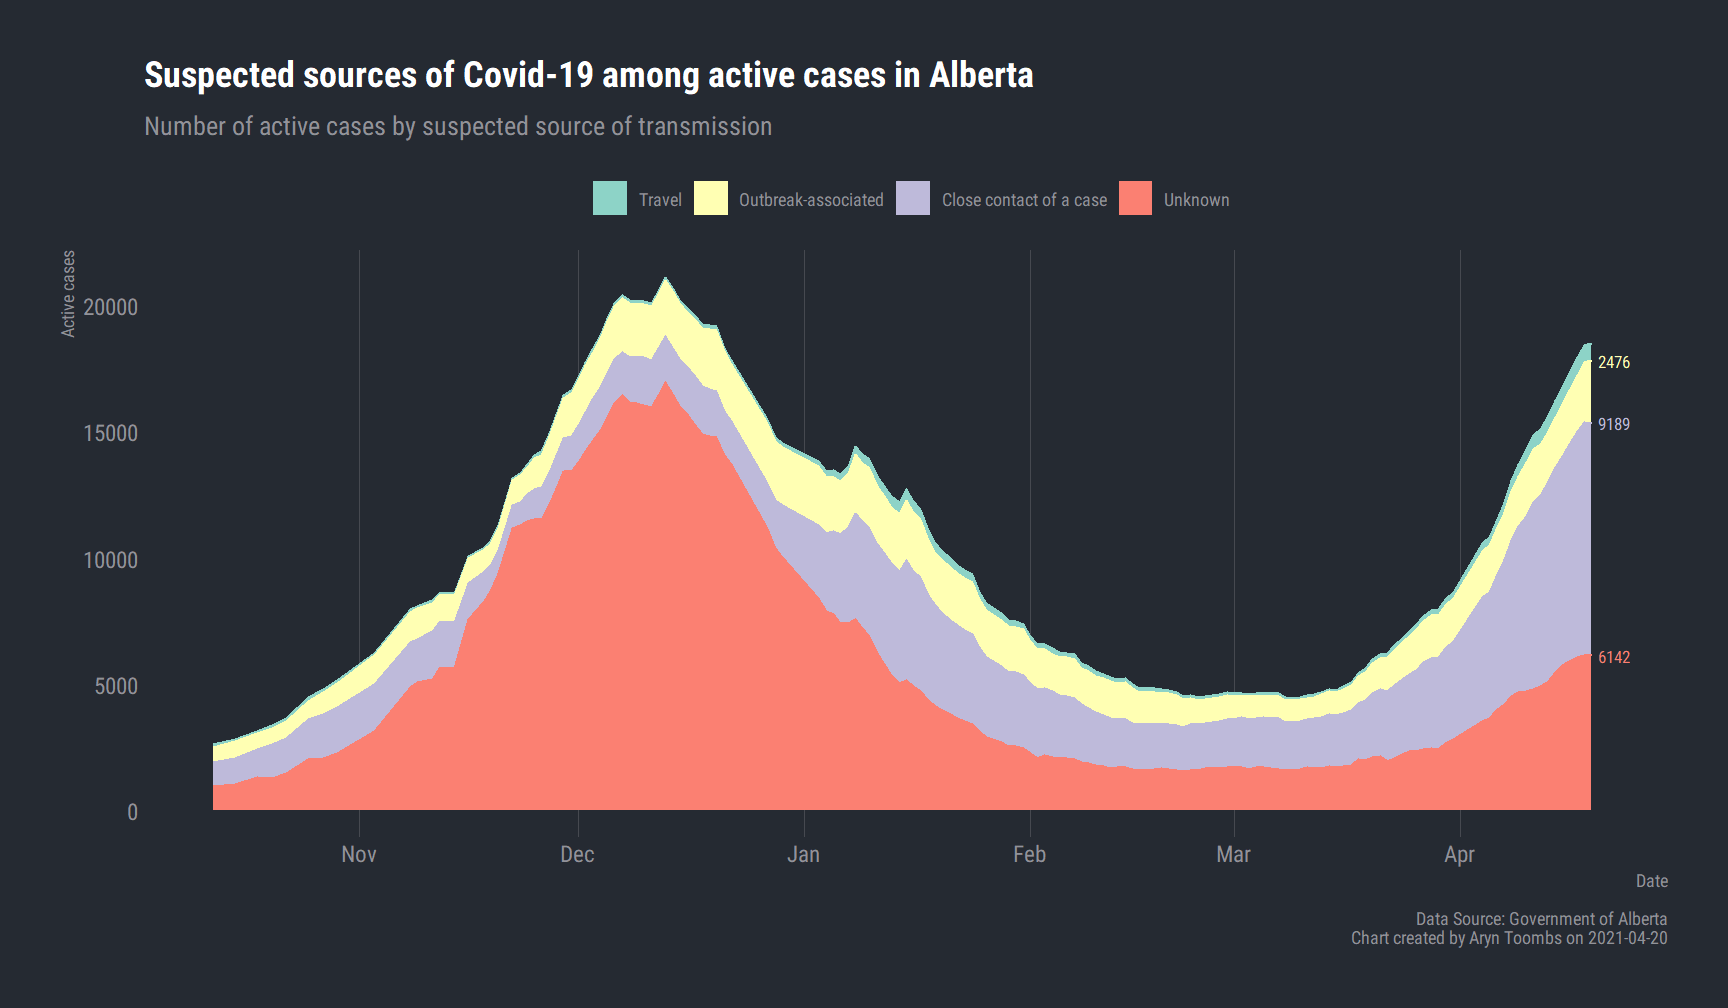 Suspected sources of Covid-19 among active cases in Alberta
Number of active cases by suspected source of transmission
Travel
Outbreak-associated
Close contact of a case
Unknown
Active cases
20000
15000
10000
5000
0
2476
9189
6142
Nov
Dec
Jan
Feb
Mar
Apr
Date
Data Source: Government of Alberta
Chart created by Aryn Toombs on 2021-04-20